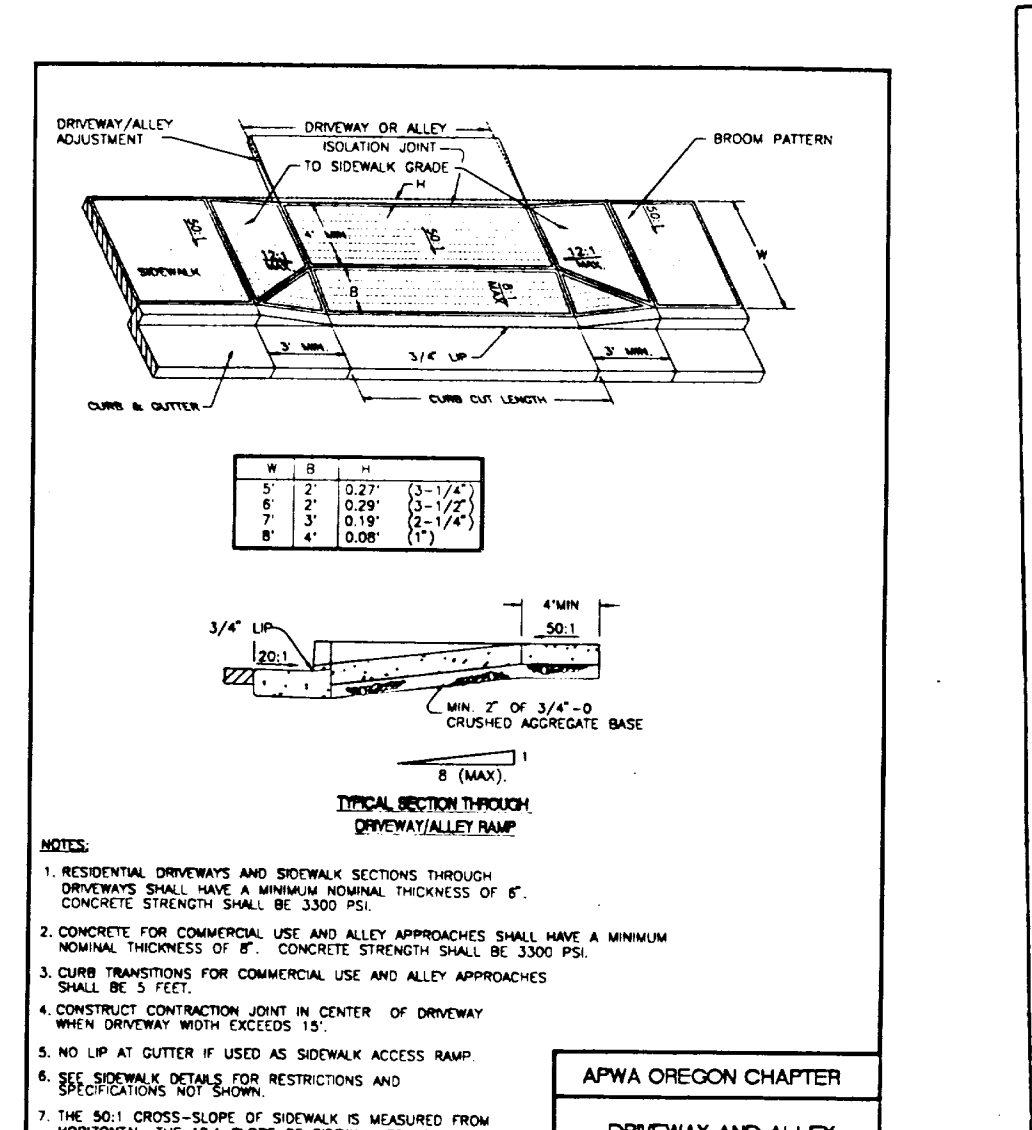 DRIVEWAY/ALLEY
ADJUSTMENT
DRIVEWAY OR ALLEY
ISOLATION JOINT
TO SIDEWALK GRADE
H
BROOM PATTERN
50:1
4' MIN.
50:1
50:1
W
12:1
MAX.
12:1
MAX.
SIDEWALK
B
8:1
MAX
3' MIN.
3/4" LIP
3' MIN.
CURB & GUTTER
CURB CUT LENGTH
W B H
5' 2' 0.27' (3-1/4")
6' 2' 0.29' (3-1/2")
7' 3' 0.19' (2-1/4")
8' 4' 0.08' (1")
4'MIN
3/4" LIP
50:1
20:1
MIN. 2" OF 3/4"-0
CRUSHED AGGREGATE BASE
1
8 (MAX).
TYPICAL SECTION THROUGH
DRIVEWAY/ALLEY RAMP
NOTES:
1. RESIDENTIAL DRIVEWAYS AND SIDEWALK SECTIONS THROUGH
DRIVEWAYS SHALL HAVE A MINIMUM NOMINAL THICKNESS OF 6".
CONCRETE STRENGTH SHALL BE 3300 PSI.
2. CONCRETE FOR COMMERCIAL USE AND ALLEY APPROACHES SHALL HAVE A MINIMUM
NOMINAL THICKNESS OF 8". CONCRETE STRENGTH SHALL BE 3300 PSI.
3. CURB TRANSITIONS FOR COMMERCIAL USE AND ALLEY APPROACHES
SHALL BE 5 FEET.
4. CONSTRUCT CONTRACTION JOINT IN CENTER OF DRIVEWAY
WHEN DRIVEWAY WIDTH EXCEEDS 15'.
5. NO LIP AT GUTTER IF USED AS SIDEWALK ACCESS RAMP.
6. SEE SIDEWALK DETAILS FOR RESTRICTIONS AND
SPECIFICATIONS NOT SHOWN.
7. THE 50:1 CROSS-SLOPE OF SIDEWALK IS MEASURED FROM
APWA OREGON CHAPTER
DRIVEWAY AND ALLEY